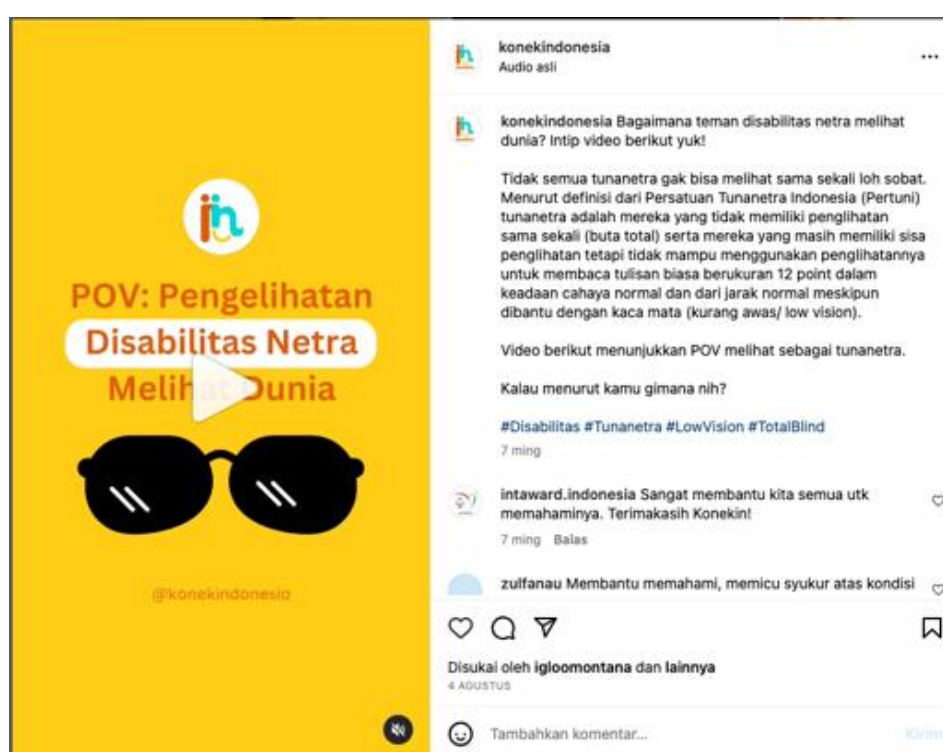 POV: Pengelihatan
Disabilitas Netra
Melihat Dunia
@konekindonesia
konekindonesia
Audio asli
konekindonesia Bagaimana teman disabilitas netra melihat
dunia? Intip video berikut yuk!
Tidak semua tunanetra gak bisa melihat sama sekali loh sobat.
Menurut definisi dari Persatuan Tunanetra Indonesia (Pertuni)
tunanetra adalah mereka yang tidak memiliki penglihatan
sama sekali (buta total) serta mereka yang masih memiliki sisa
penglihatan tetapi tidak mampu menggunakan penglihatannya
untuk membaca tulisan biasa berukuran 12 point dalam
keadaan cahaya normal dan dari jarak normal meskipun
dibantu dengan kaca mata (kurang awas/ low vision).
Video berikut menunjukkan POV melihat sebagai tunanetra.
Kalau menurut kamu gimana nih?
#Disabilitas #Tunanetra #LowVision #TotalBlind
7 ming
intaward.indonesia Sangat membantu kita semua utk
memahaminya. Terimakasih Konekin!
7 ming Balas
zulfanau Membantu memahami, memicu syukur atas kondisi
Disukai oleh igloomontana dan lainnya
4 AGUSTUS
Tambahkan komentar...
Kirim